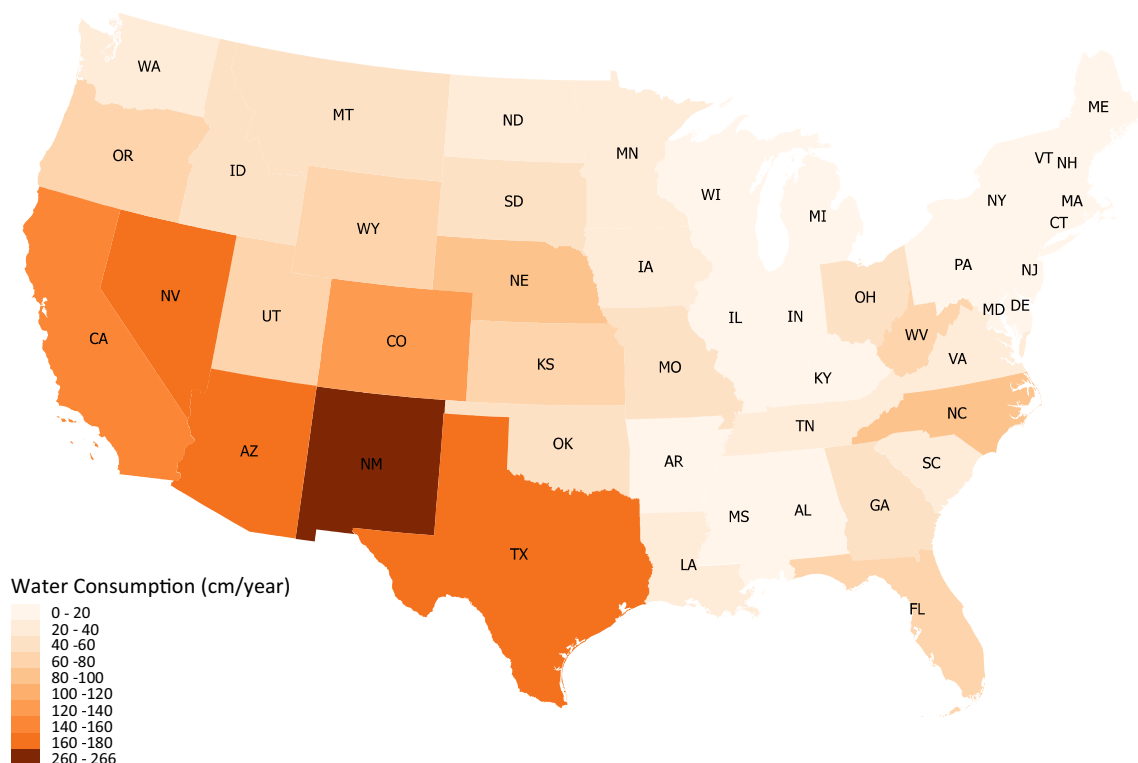 WA
ME
MT
ND
MN
OR
VT NH
ID
WI
SD
NY
MA
MI
CT
WY
PA
IA
NJ
NE
NV
OH
DE
MD
UT
IL
IN
WV
CA
CO
VA
KS
MO
KY
NC
TN
OK
AZ
AR
SC
NM
GA
AL
MS
TX
LA
Water Consumption (cm/year)
FL
0 - 20
20 - 40
40 -60
60 -80
80 -100
100 -120
120 -140
140 -160
160 -180
260 - 266